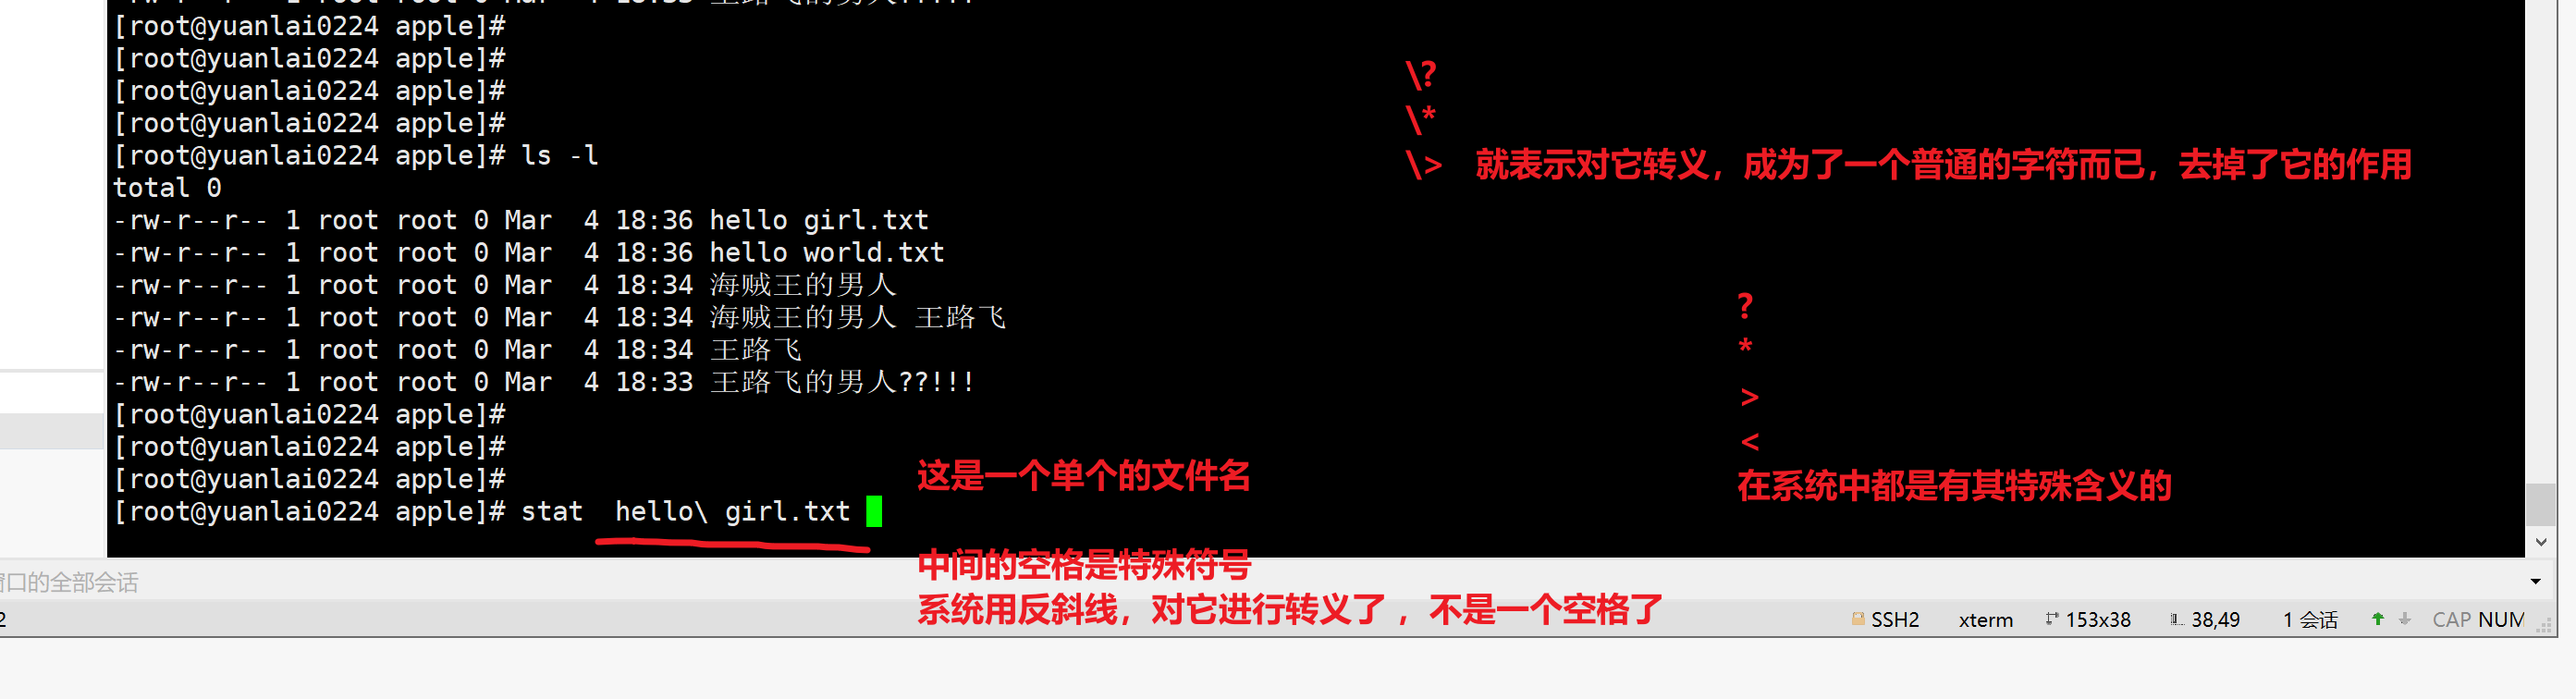 [root@yuanlai0224 apple]#
[root@yuanlai0224 apple]#
[root@yuanlai0224 apple]#
[root@yuanlai0224 apple]#
[root@yuanlai0224 apple]# ls -l
total 0
-rw-r--r-- 1 root root 0 Mar  4 18:36 hello girl.txt
-rw-r--r-- 1 root root 0 Mar  4 18:36 hello world.txt
-rw-r--r-- 1 root root 0 Mar  4 18:34 海贼王的男人
-rw-r--r-- 1 root root 0 Mar  4 18:34 海贼王的男人 王路飞
-rw-r--r-- 1 root root 0 Mar  4 18:34 王路飞
-rw-r--r-- 1 root root 0 Mar  4 18:33 王路飞的男人??!!!
[root@yuanlai0224 apple]#
[root@yuanlai0224 apple]#
[root@yuanlai0224 apple]#
[root@yuanlai0224 apple]# stat  hello\ girl.txt
\?
\*
\> 就表示对它转义，成为了一个普通的字符而已，去掉了它的作用
?
*
>
<
在系统中都是有其特殊含义的
这是一个单个的文件名
中间的空格是特殊符号
系统用反斜线，对它进行转义了 ，不是一个空格了
窗口的全部会话
2
SSH2 xterm 153x38 38,49 1 会话 CAP NUM